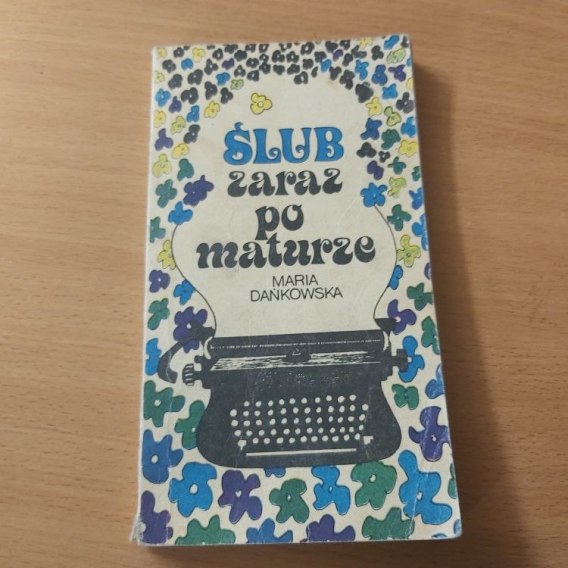 ŚLUB
zaraz
po
maturze
MARIA
DAŃKOWSKA